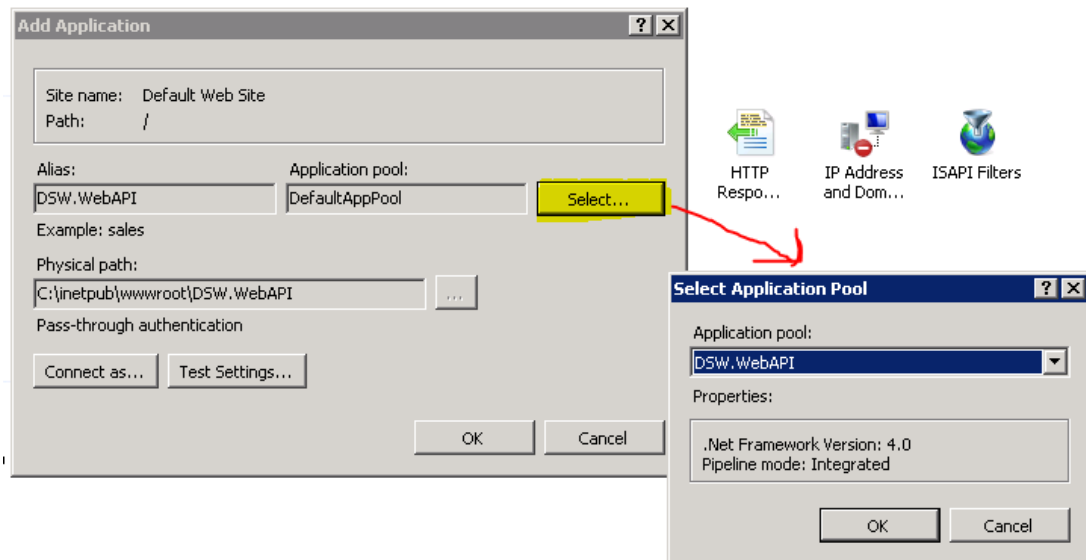 Add Application
Site name: Default Web Site
Path: /
Alias:
Application pool:
DSW.WebAPI
DefaultAppPool
Select...
Example: sales
Physical path:
C:\inetpub\wwwroot\DSW.WebAPI
...
Pass-through authentication
Connect as...
Test Settings...
OK
Cancel
HTTP
Respo...
IP Address
and Dom...
ISAPI Filters
Select Application Pool
Application pool:
DSW.WebAPI
Properties:
.Net Framework Version: 4.0
Pipeline mode: Integrated
OK
Cancel